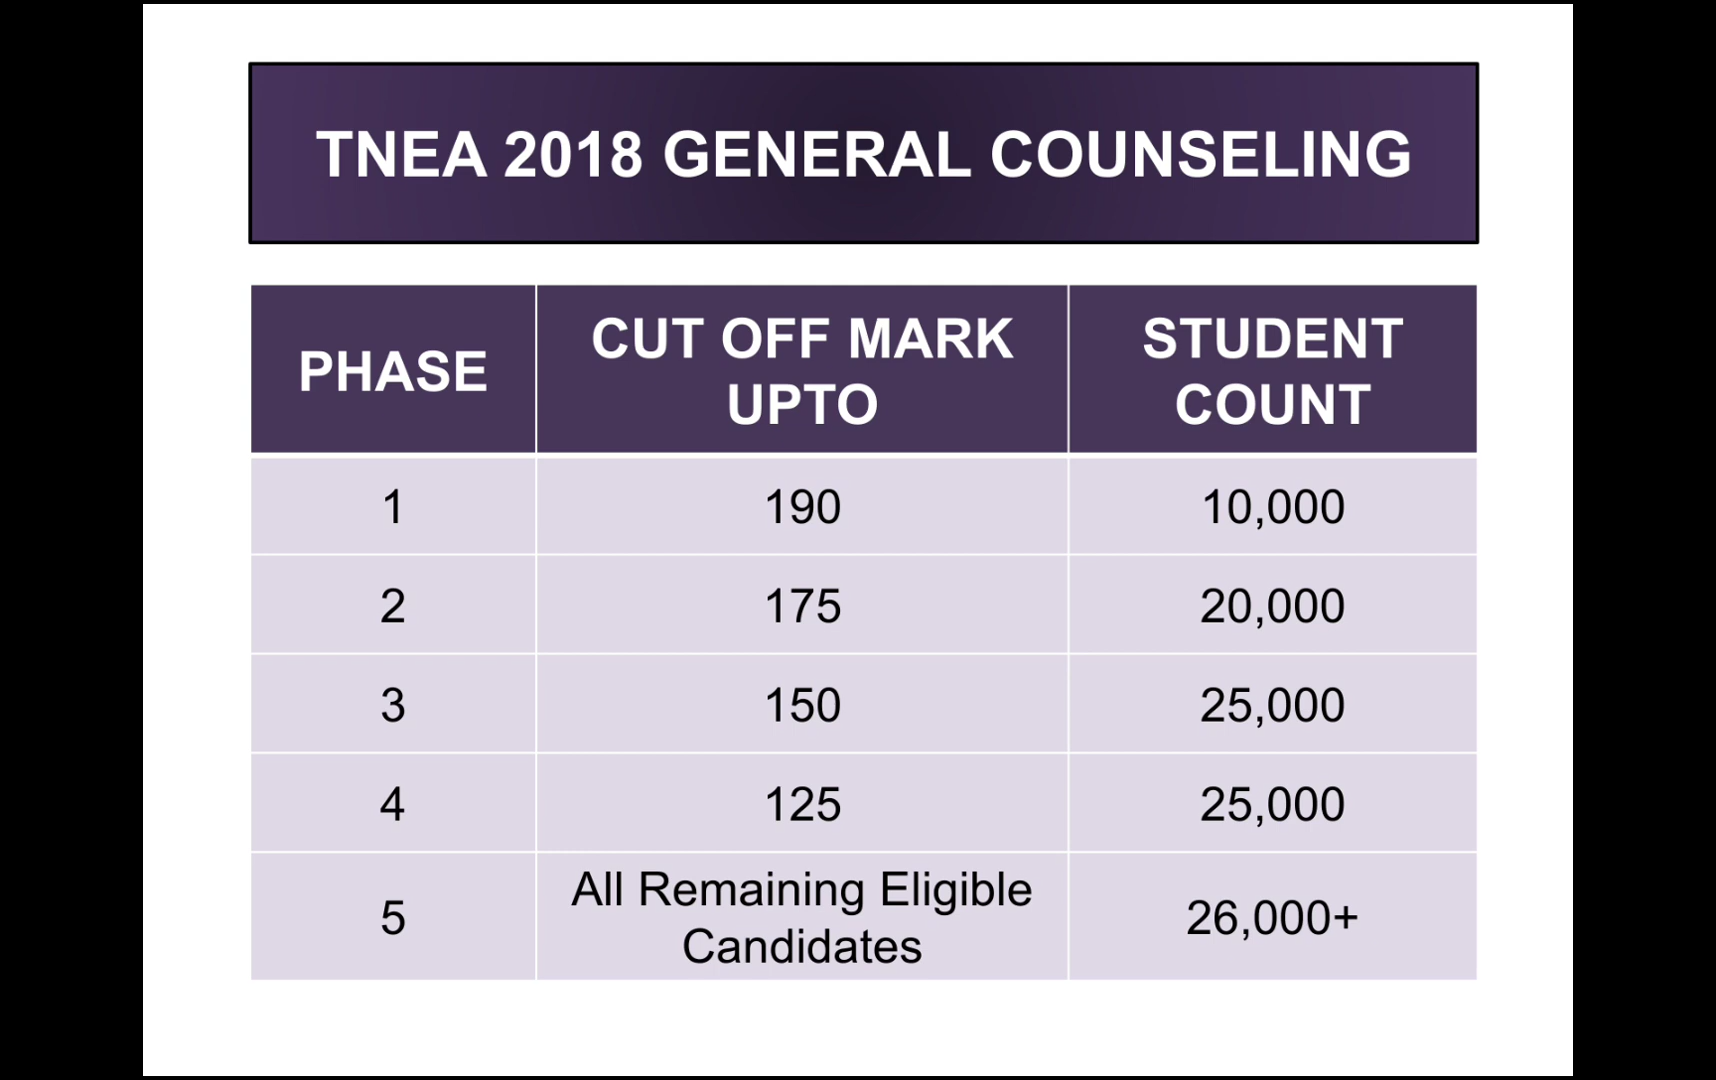 TNEA 2018 GENERAL COUNSELING
PHASE
CUT OFF MARK
UPTO
STUDENT
COUNT
1 190 10,000
2 175 20,000
3 150 25,000
4 125 25,000
5
All Remaining Eligible
Candidates
26,000+